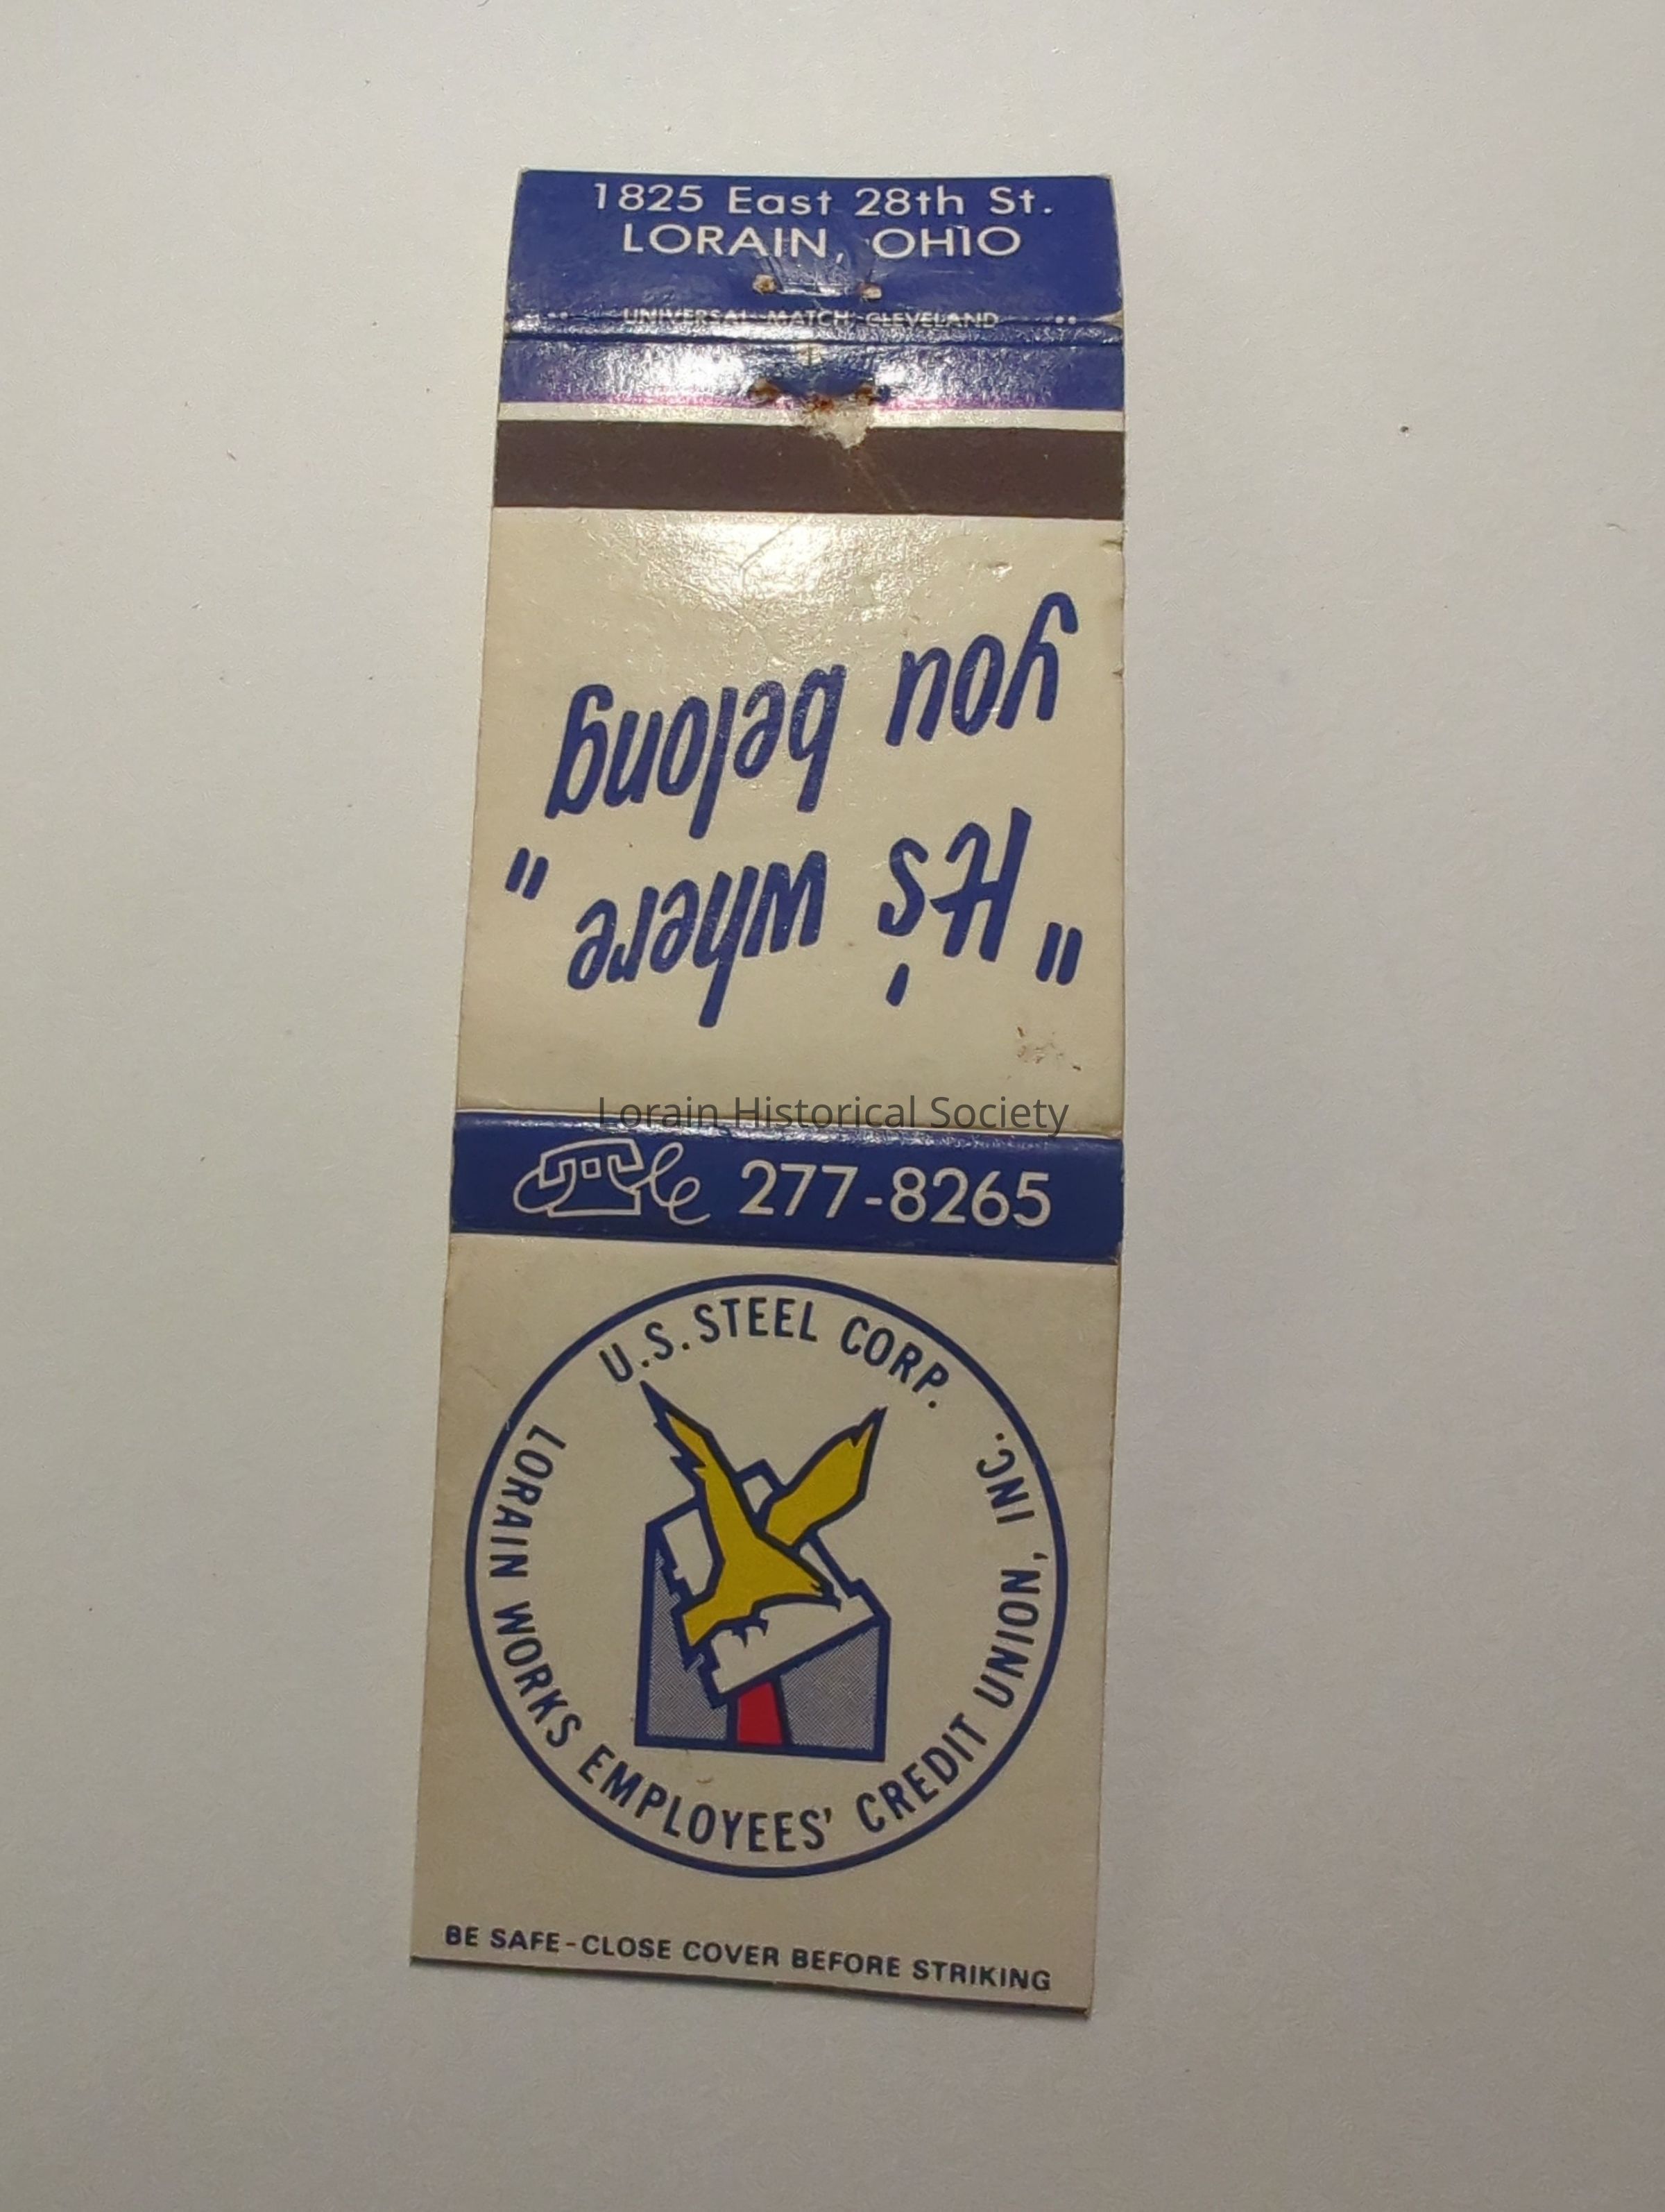 1825 East 28th St.
LORAIN, OHIO
UNIVERSAL MATCH CLEVELAND
"It's where
you belong"
Lorain Historical Society
277-8265
U.S. STEEL CORP.
LORAIN WORKS EMPLOYEES' CREDIT UNION, INC.
BE SAFE-CLOSE COVER BEFORE STRIKING